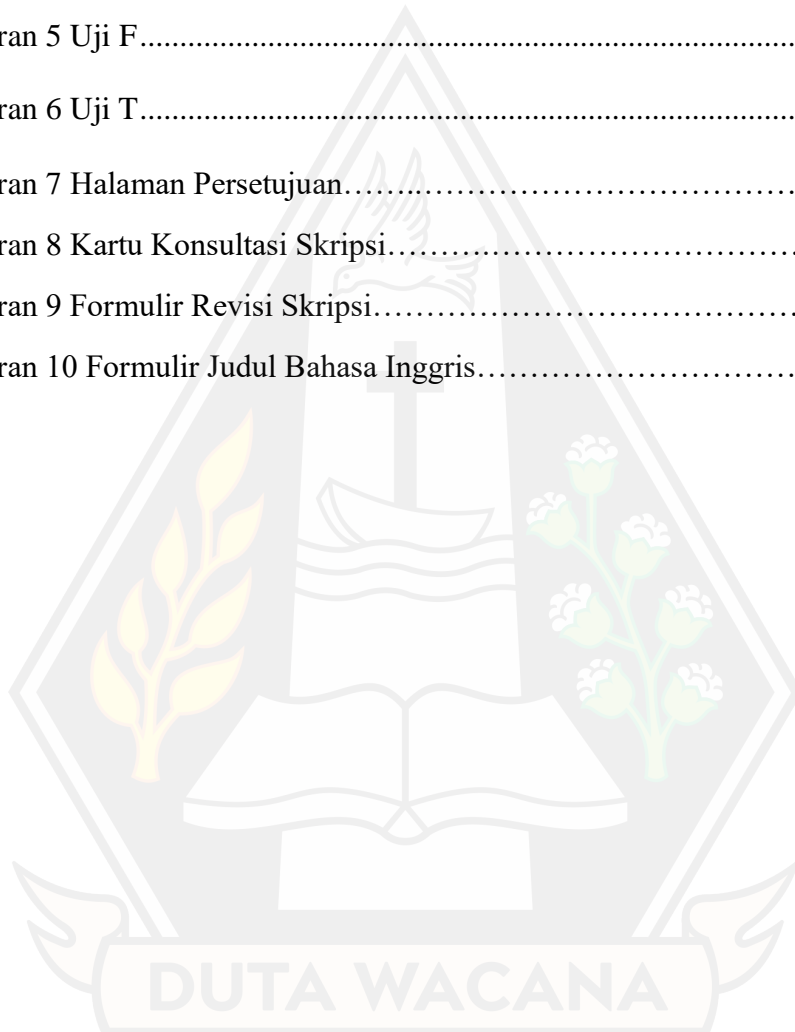 ran 5 Uji F................................................................................
ran 6 Uji T................................................................................
ran 7 Halaman Persetujuan……..………………………………
ran 8 Kartu Konsultasi Skripsi……………………………………
ran 9 Formulir Revisi Skripsi……………………………………
ran 10 Formulir Judul Bahasa Inggris…………………………
DUTA WACANA